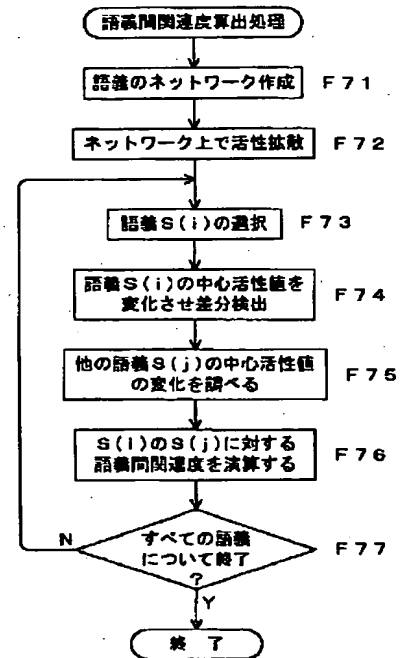 語義間関連度算出処理
語義のネットワーク作成 F71
ネットワーク上で活性拡散 F72
語義S(i)の選択 F73
語義S(i)の中心活性値を
変化させ差分検出 F74
他の語義S(j)の中心活性値
の変化を調べる F75
S(i)のS(j)に対する
語義間関連度を演算する F76
すべての語義
について終了
? F77
N
Y
終了